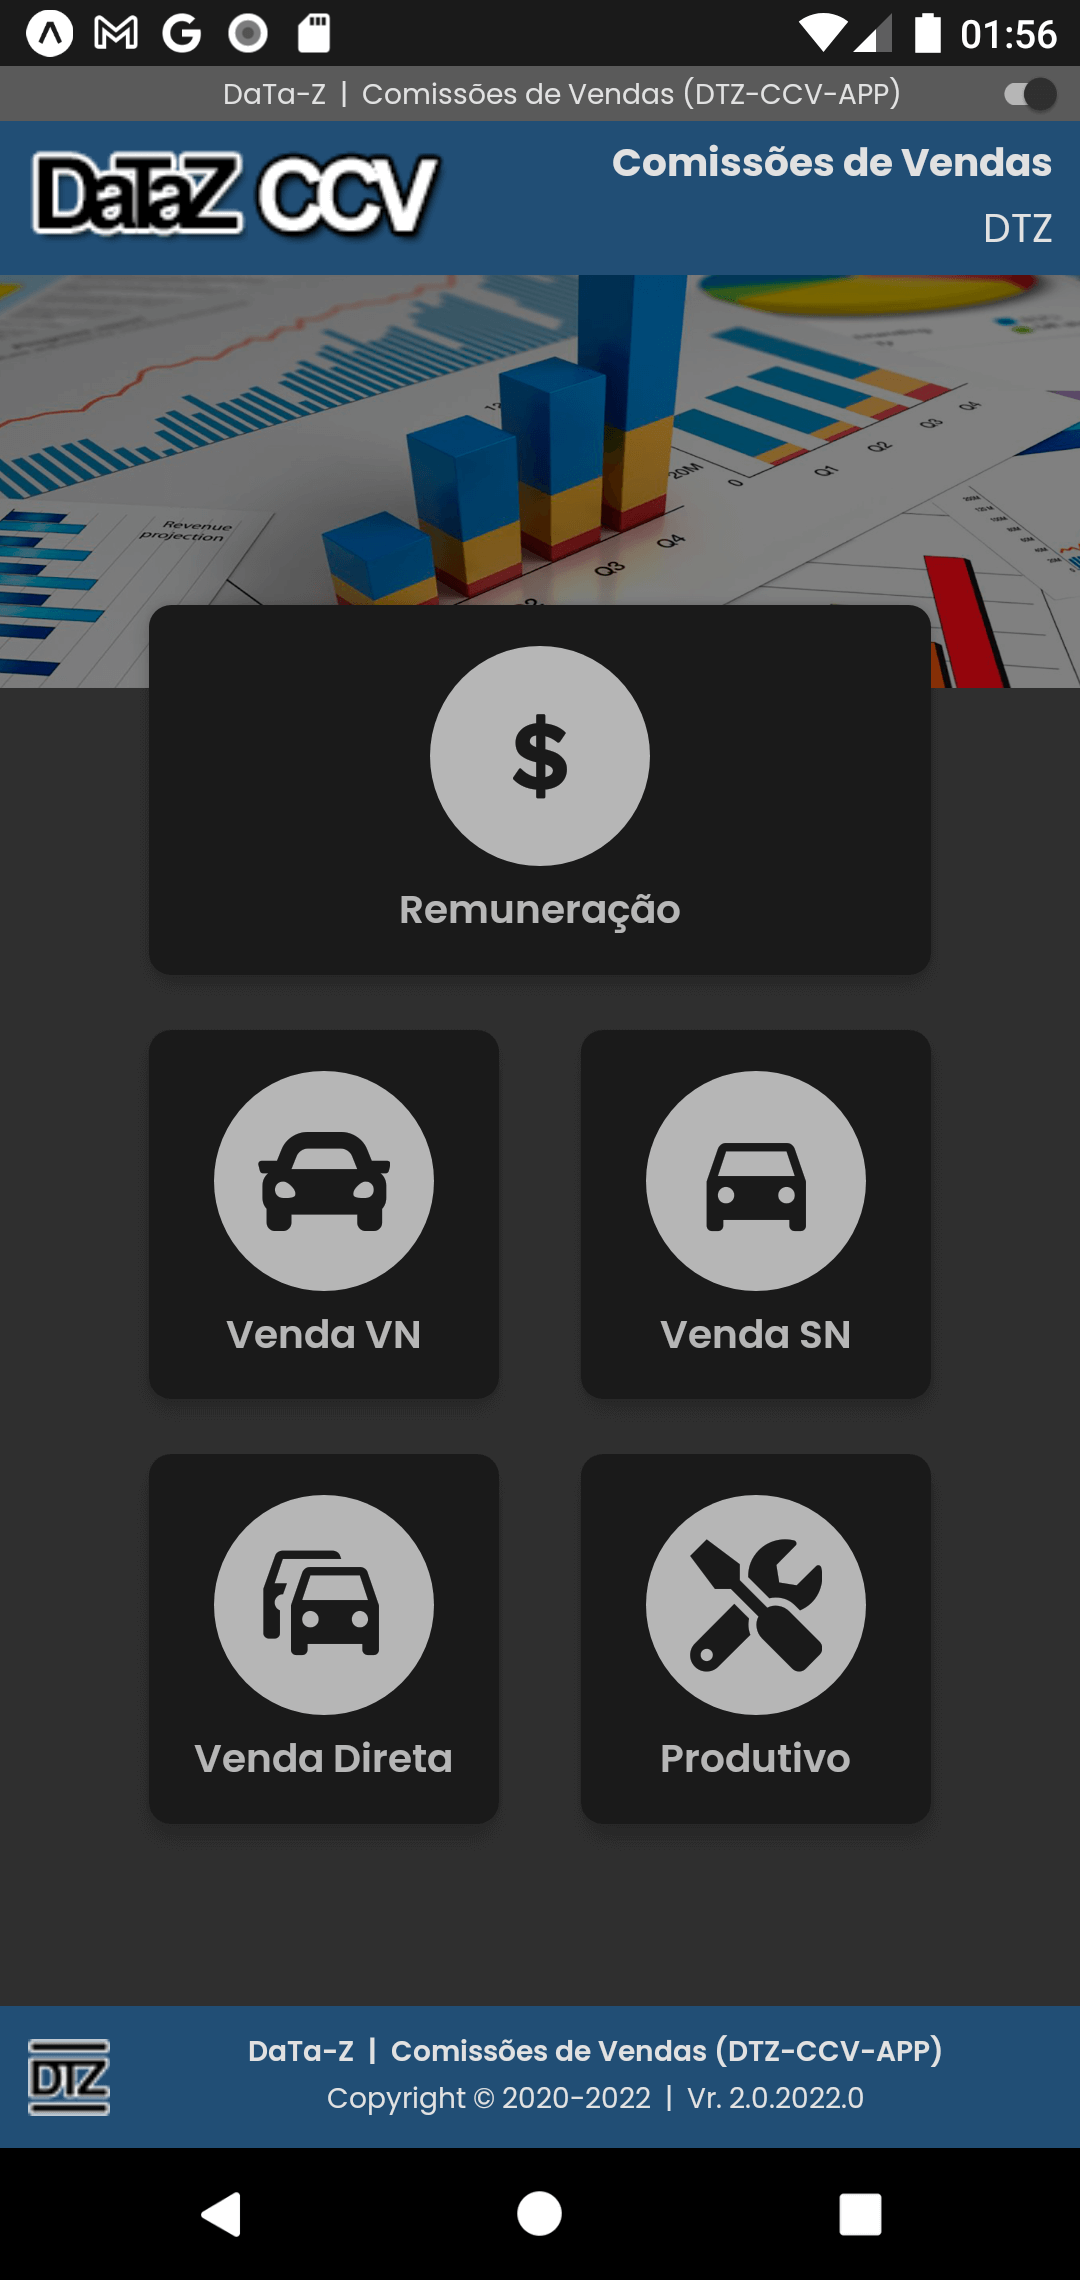 01:56
DaTa-Z | Comissões de Vendas (DTZ-CCV-APP)
DaTaZ CCV
Comissões de Vendas
DTZ
Revenue
projection
20M
0
Q1
Q2
Q3
Q4
Q3
Q4
$
Remuneração
Venda VN
Venda SN
Venda Direta
Produtivo
DTZ
DaTa-Z | Comissões de Vendas (DTZ-CCV-APP)
Copyright © 2020-2022 | Vr. 2.0.2022.0